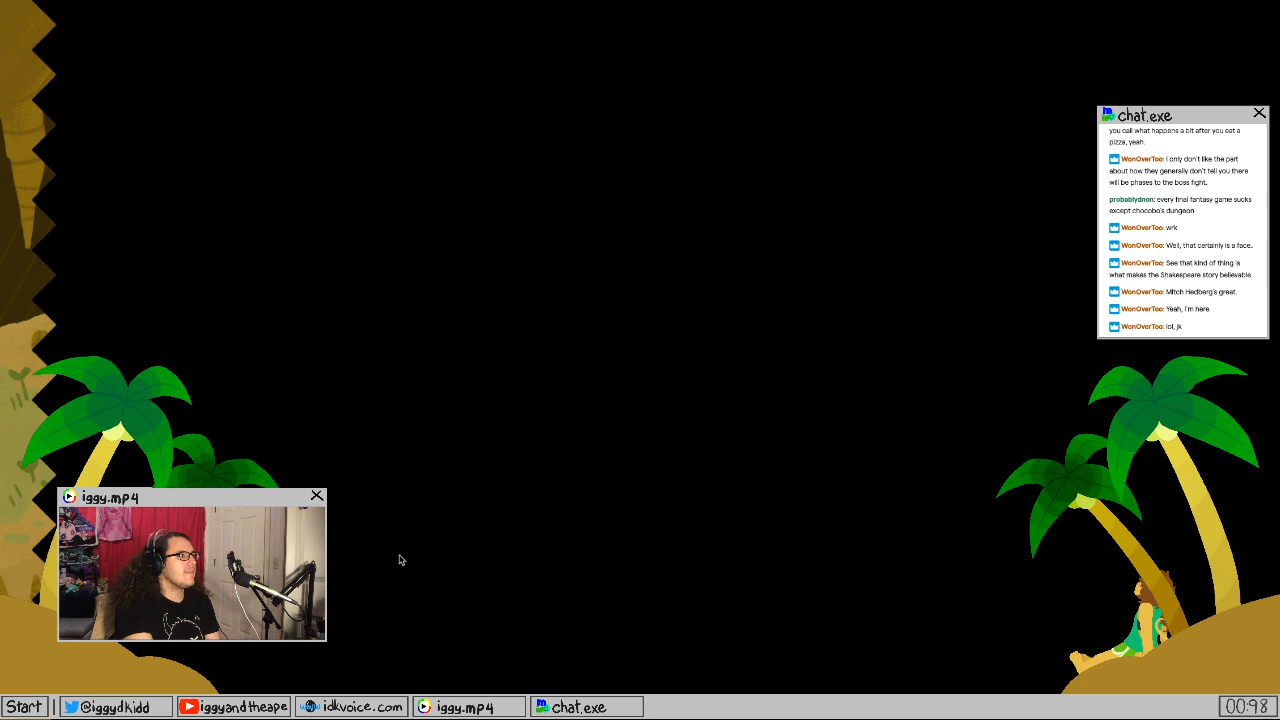 chat.exe
you call what happens a bit after you eat a
pizza, yeah.
WonOverToo: I only don't like the part
about how they generally don't tell you there
will be phases to the boss fight.
probablydnon: every final fantasy game sucks
except chocobo's dungeon
WonOverToo: wrk
WonOverToo: Well, that certainly is a face..
WonOverToo: See that kind of thing is
what makes the Shakespeare story believable.
WonOverToo: Mitch Hedberg's great.
WonOverToo: Yeah, I'm here.
WonOverToo: lol, jk
iggy.mp4
Start | @iggydkidd iggyandtheape www idkvoice.com iggy.mp4 chat.exe 00:98